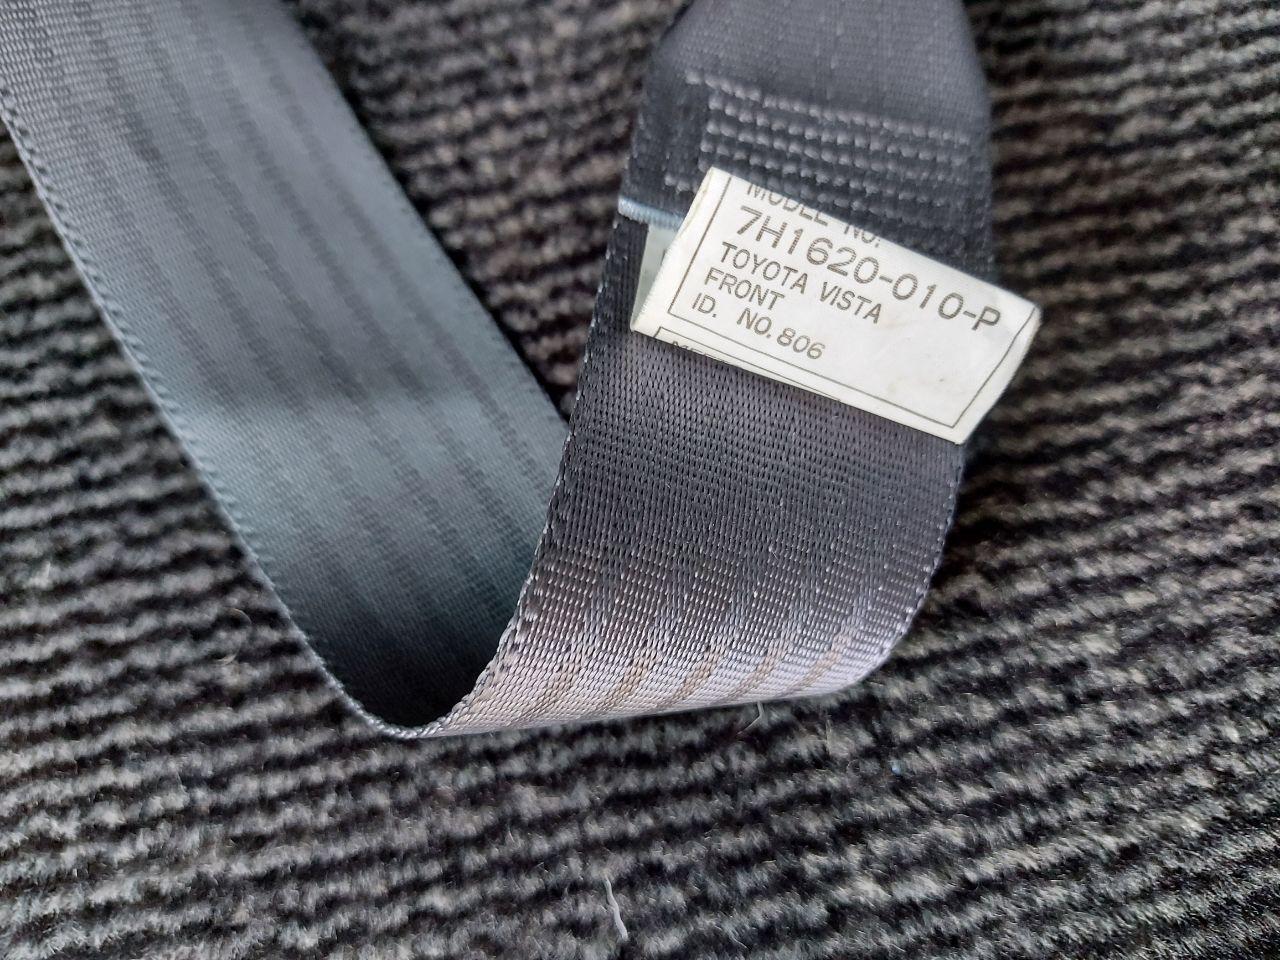 MODEL NO.
7H1620-010-P
TOYOTA VISTA
FRONT
ID. NO. 806